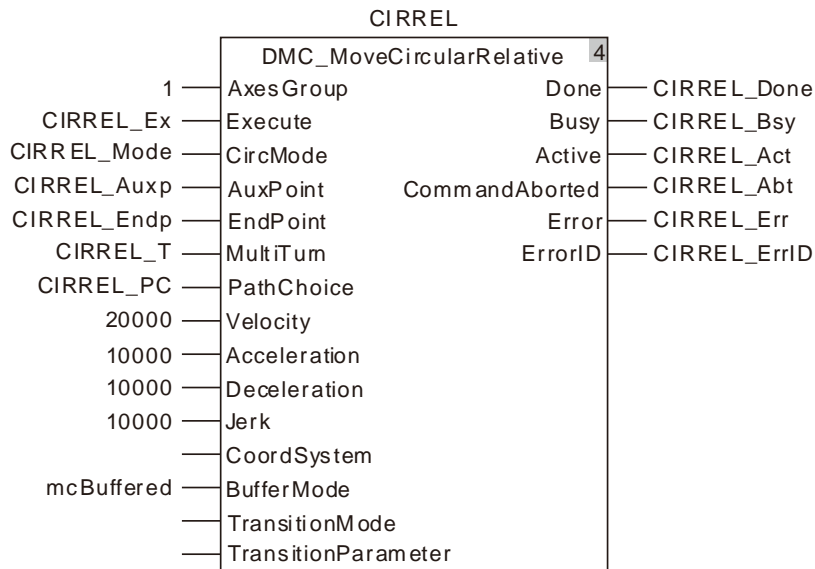 CIRREL
DMC_MoveCircularRelative 4
1 AxesGroup Done CIRREL_Done
CIRREL_Ex Execute Busy CIRREL_Bsy
CIRREL_Mode CircMode Active CIRREL_Act
CIRREL_Auxp AuxPoint CommandAborted CIRREL_Abt
CIRREL_Endp EndPoint Error CIRREL_Err
CIRREL_T MultiTurn ErrorID CIRREL_ErrID
CIRREL_PC PathChoice
20000 Velocity
10000 Acceleration
10000 Deceleration
10000 Jerk
CoordSystem
mcBuffered BufferMode
TransitionMode
TransitionParameter